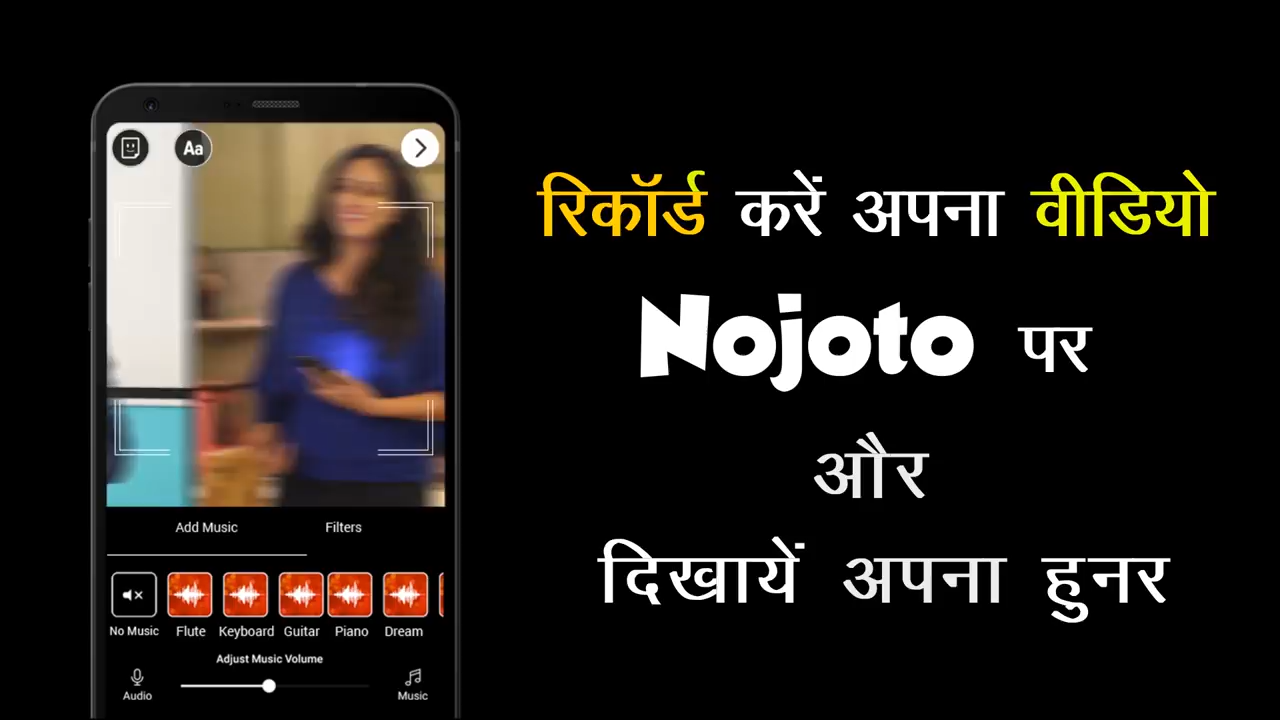 Aa
रिकॉर्ड करें अपना वीडियो
Nojoto पर
और
दिखायें अपना हुनर
Add Music Filters
No Music Flute Keyboard Guitar Piano Dream
Adjust Music Volume
Audio Music